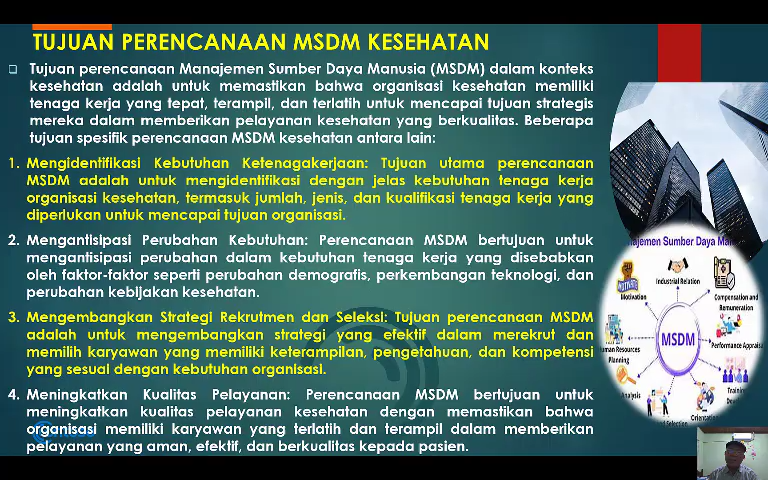 TUJUAN PERENCANAAN MSDM KESEHATAN
Tujuan perencanaan Manajemen Sumber Daya Manusia (MSDM) dalam konteks
kesehatan adalah untuk memastikan bahwa organisasi kesehatan memiliki
tenaga kerja yang tepat, terampil, dan terlatih untuk mencapai tujuan strategis
mereka dalam memberikan pelayanan kesehatan yang berkualitas. Beberapa
tujuan spesifik perencanaan MSDM kesehatan antara lain:
1. Mengidentifikasi Kebutuhan Ketenagakerjaan: Tujuan utama perencanaan
MSDM adalah untuk mengidentifikasi dengan jelas kebutuhan tenaga kerja
organisasi kesehatan, termasuk jumlah, jenis, dan kualifikasi tenaga kerja yang
diperlukan untuk mencapai tujuan organisasi.
2. Mengantisipasi Perubahan Kebutuhan: Perencanaan MSDM bertujuan untuk
mengantisipasi perubahan dalam kebutuhan tenaga kerja yang disebabkan
oleh faktor-faktor seperti perubahan demografis, perkembangan teknologi, dan
perubahan kebijakan kesehatan.
3. Mengembangkan Strategi Rekrutmen dan Seleksi: Tujuan perencanaan MSDM
adalah untuk mengembangkan strategi yang efektif dalam merekrut dan
memilih karyawan yang memiliki keterampilan, pengetahuan, dan kompetensi
yang sesuai dengan kebutuhan organisasi.
4. Meningkatkan Kualitas Pelayanan: Perencanaan MSDM bertujuan untuk
meningkatkan kualitas pelayanan kesehatan dengan memastikan bahwa
organisasi memiliki karyawan yang terlatih dan terampil dalam memberikan
pelayanan yang aman, efektif, dan berkualitas kepada pasien.
Sumber Daya
Industrial Relation
Motivation
Compensation and
Remuneration
MSDM
Resources
Planning
Performance
Training
Analysis